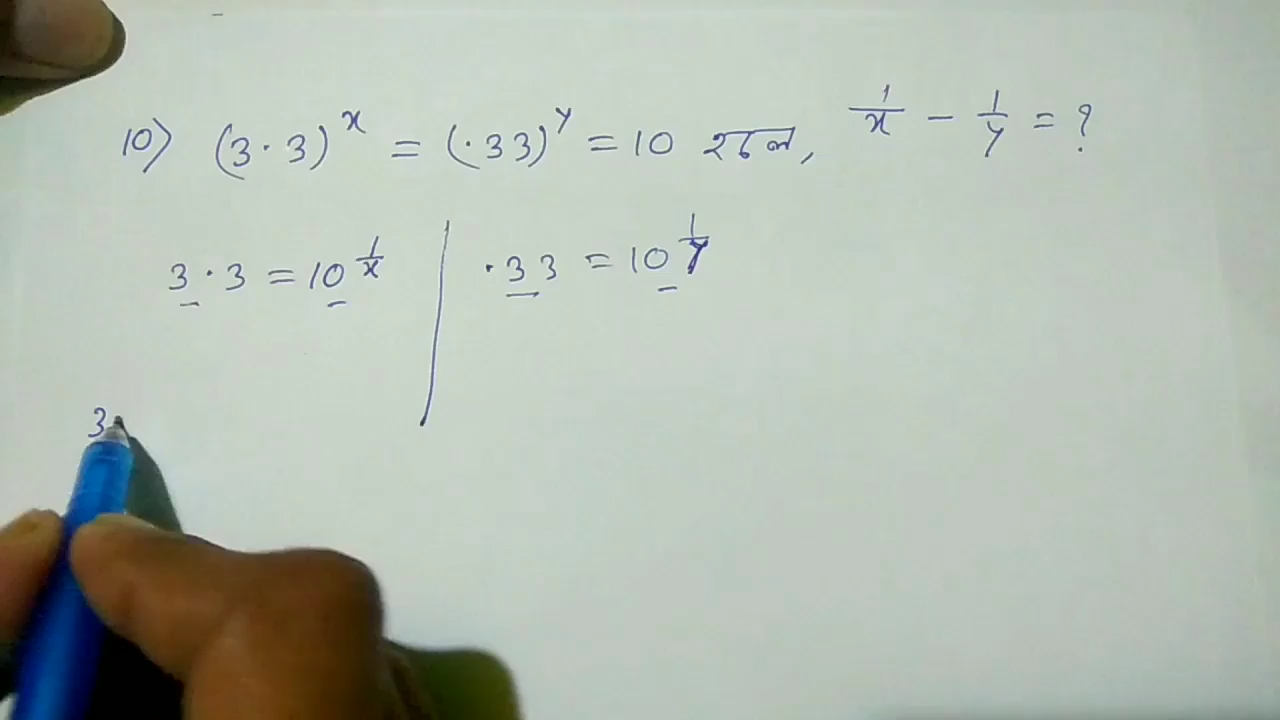 10) (3.3)^x = (.33)^y = 10 হলে, 1/x - 1/y = ?
3.3 = 10^1/x | .33 = 10^1/y
3